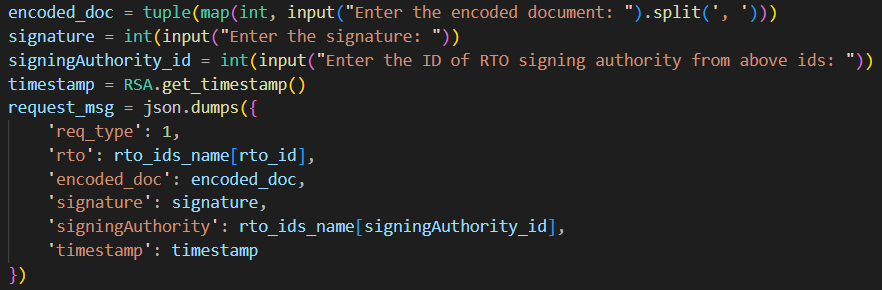 encoded_doc = tuple(map(int, input("Enter the encoded document: ").split(', ')))
signature = int(input("Enter the signature: "))
signingAuthority_id = int(input("Enter the ID of RTO signing authority from above ids: "))
timestamp = RSA.get_timestamp()
request_msg = json.dumps({
    'req_type': 1,
    'rto': rto_ids_name[rto_id],
    'encoded_doc': encoded_doc,
    'signature': signature,
    'signingAuthority': rto_ids_name[signingAuthority_id],
    'timestamp': timestamp
})